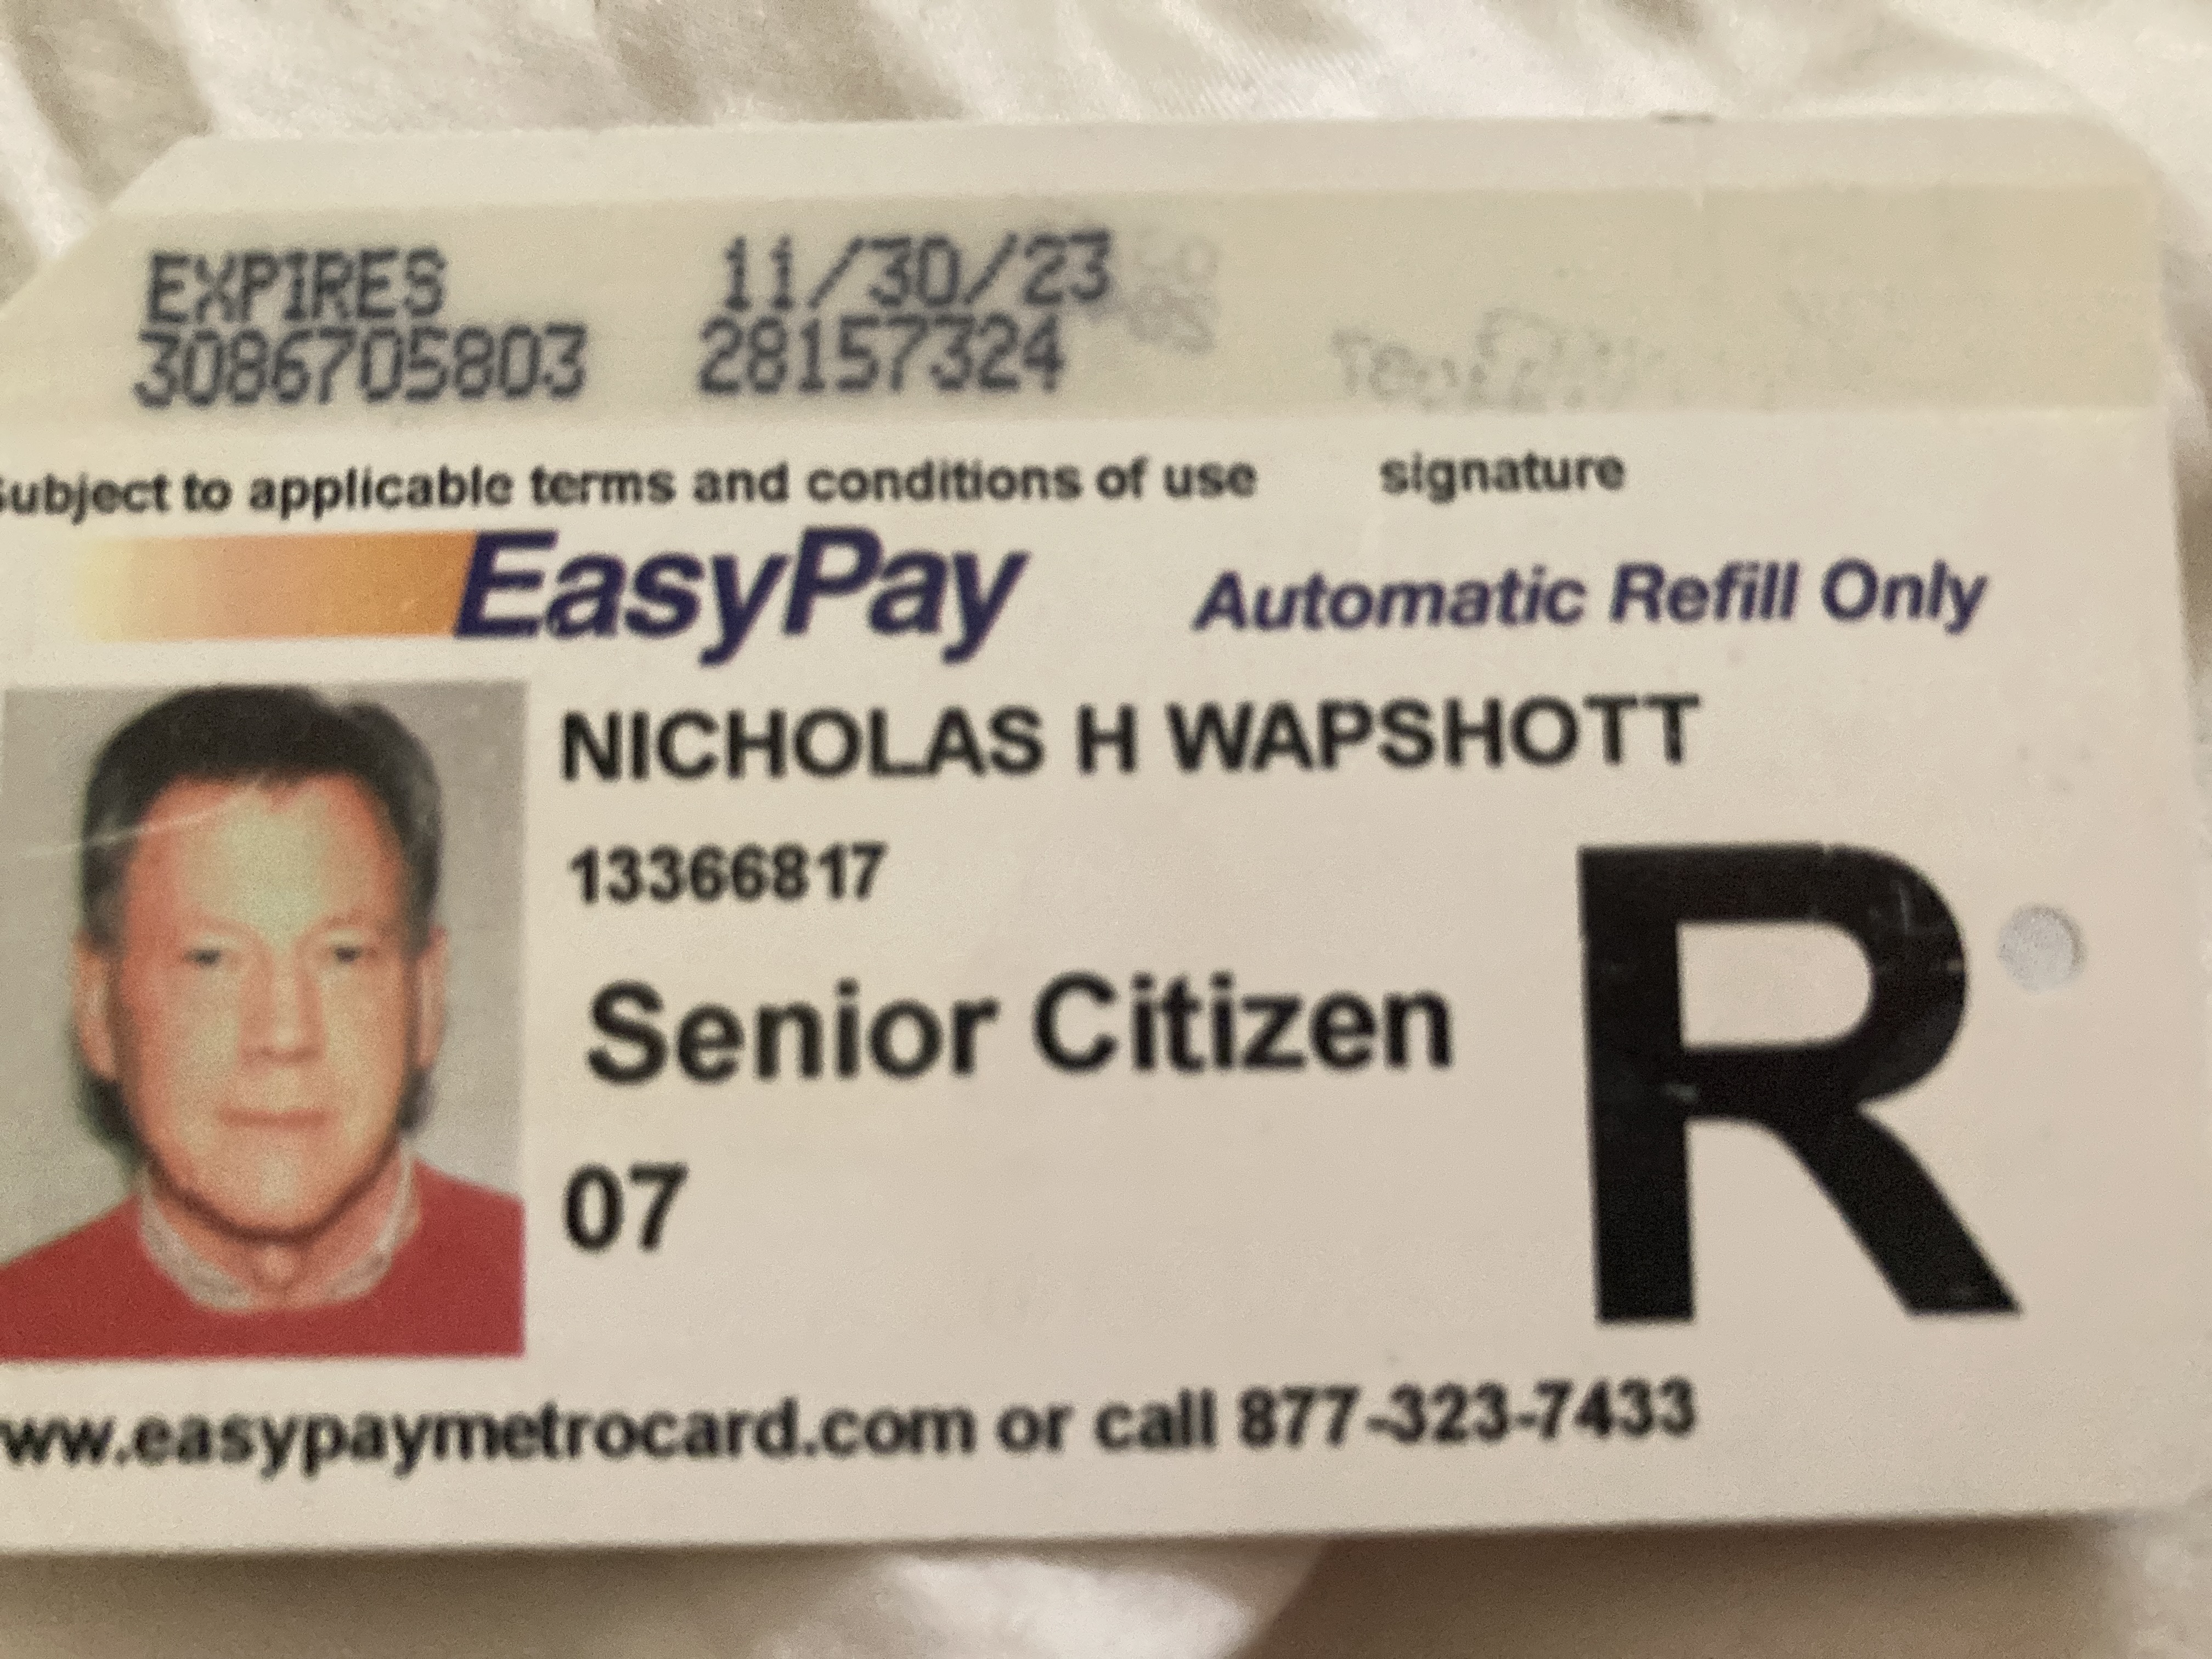 EXPIRES 11/30/23
3086705803 28157324
subject to applicable terms and conditions of use signature
EasyPay Automatic Refill Only
NICHOLAS H WAPSHOTT
13366817
Senior Citizen
07
R
ww.easypaymetrocard.com or call 877-323-7433